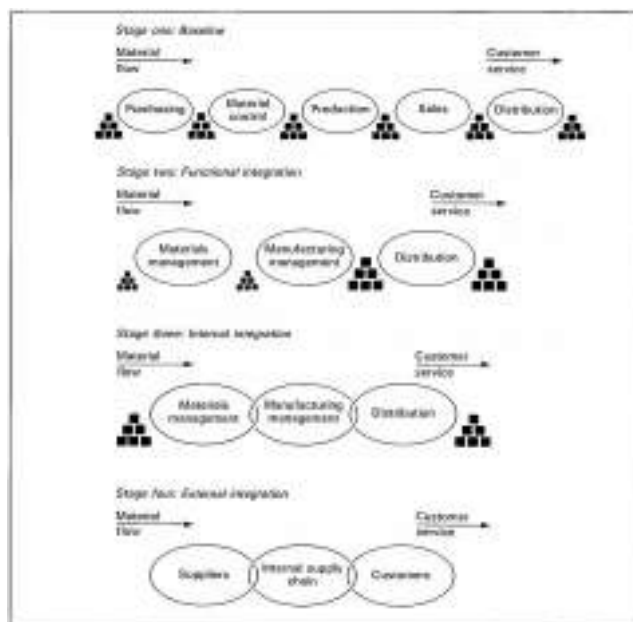 Stage one: Baseline
Material
flow
Customer
service
Purchasing
Material
control
Production
Sales
Distribution
Stage two: Functional integration
Material
flow
Customer
service
Materials
management
Manufacturing
management
Distribution
Stage three: Internal integration
Material
flow
Customer
service
Materials
management
Manufacturing
management
Distribution
Stage four: External integration
Material
flow
Customer
service
Suppliers
Internal supply
chain
Customers